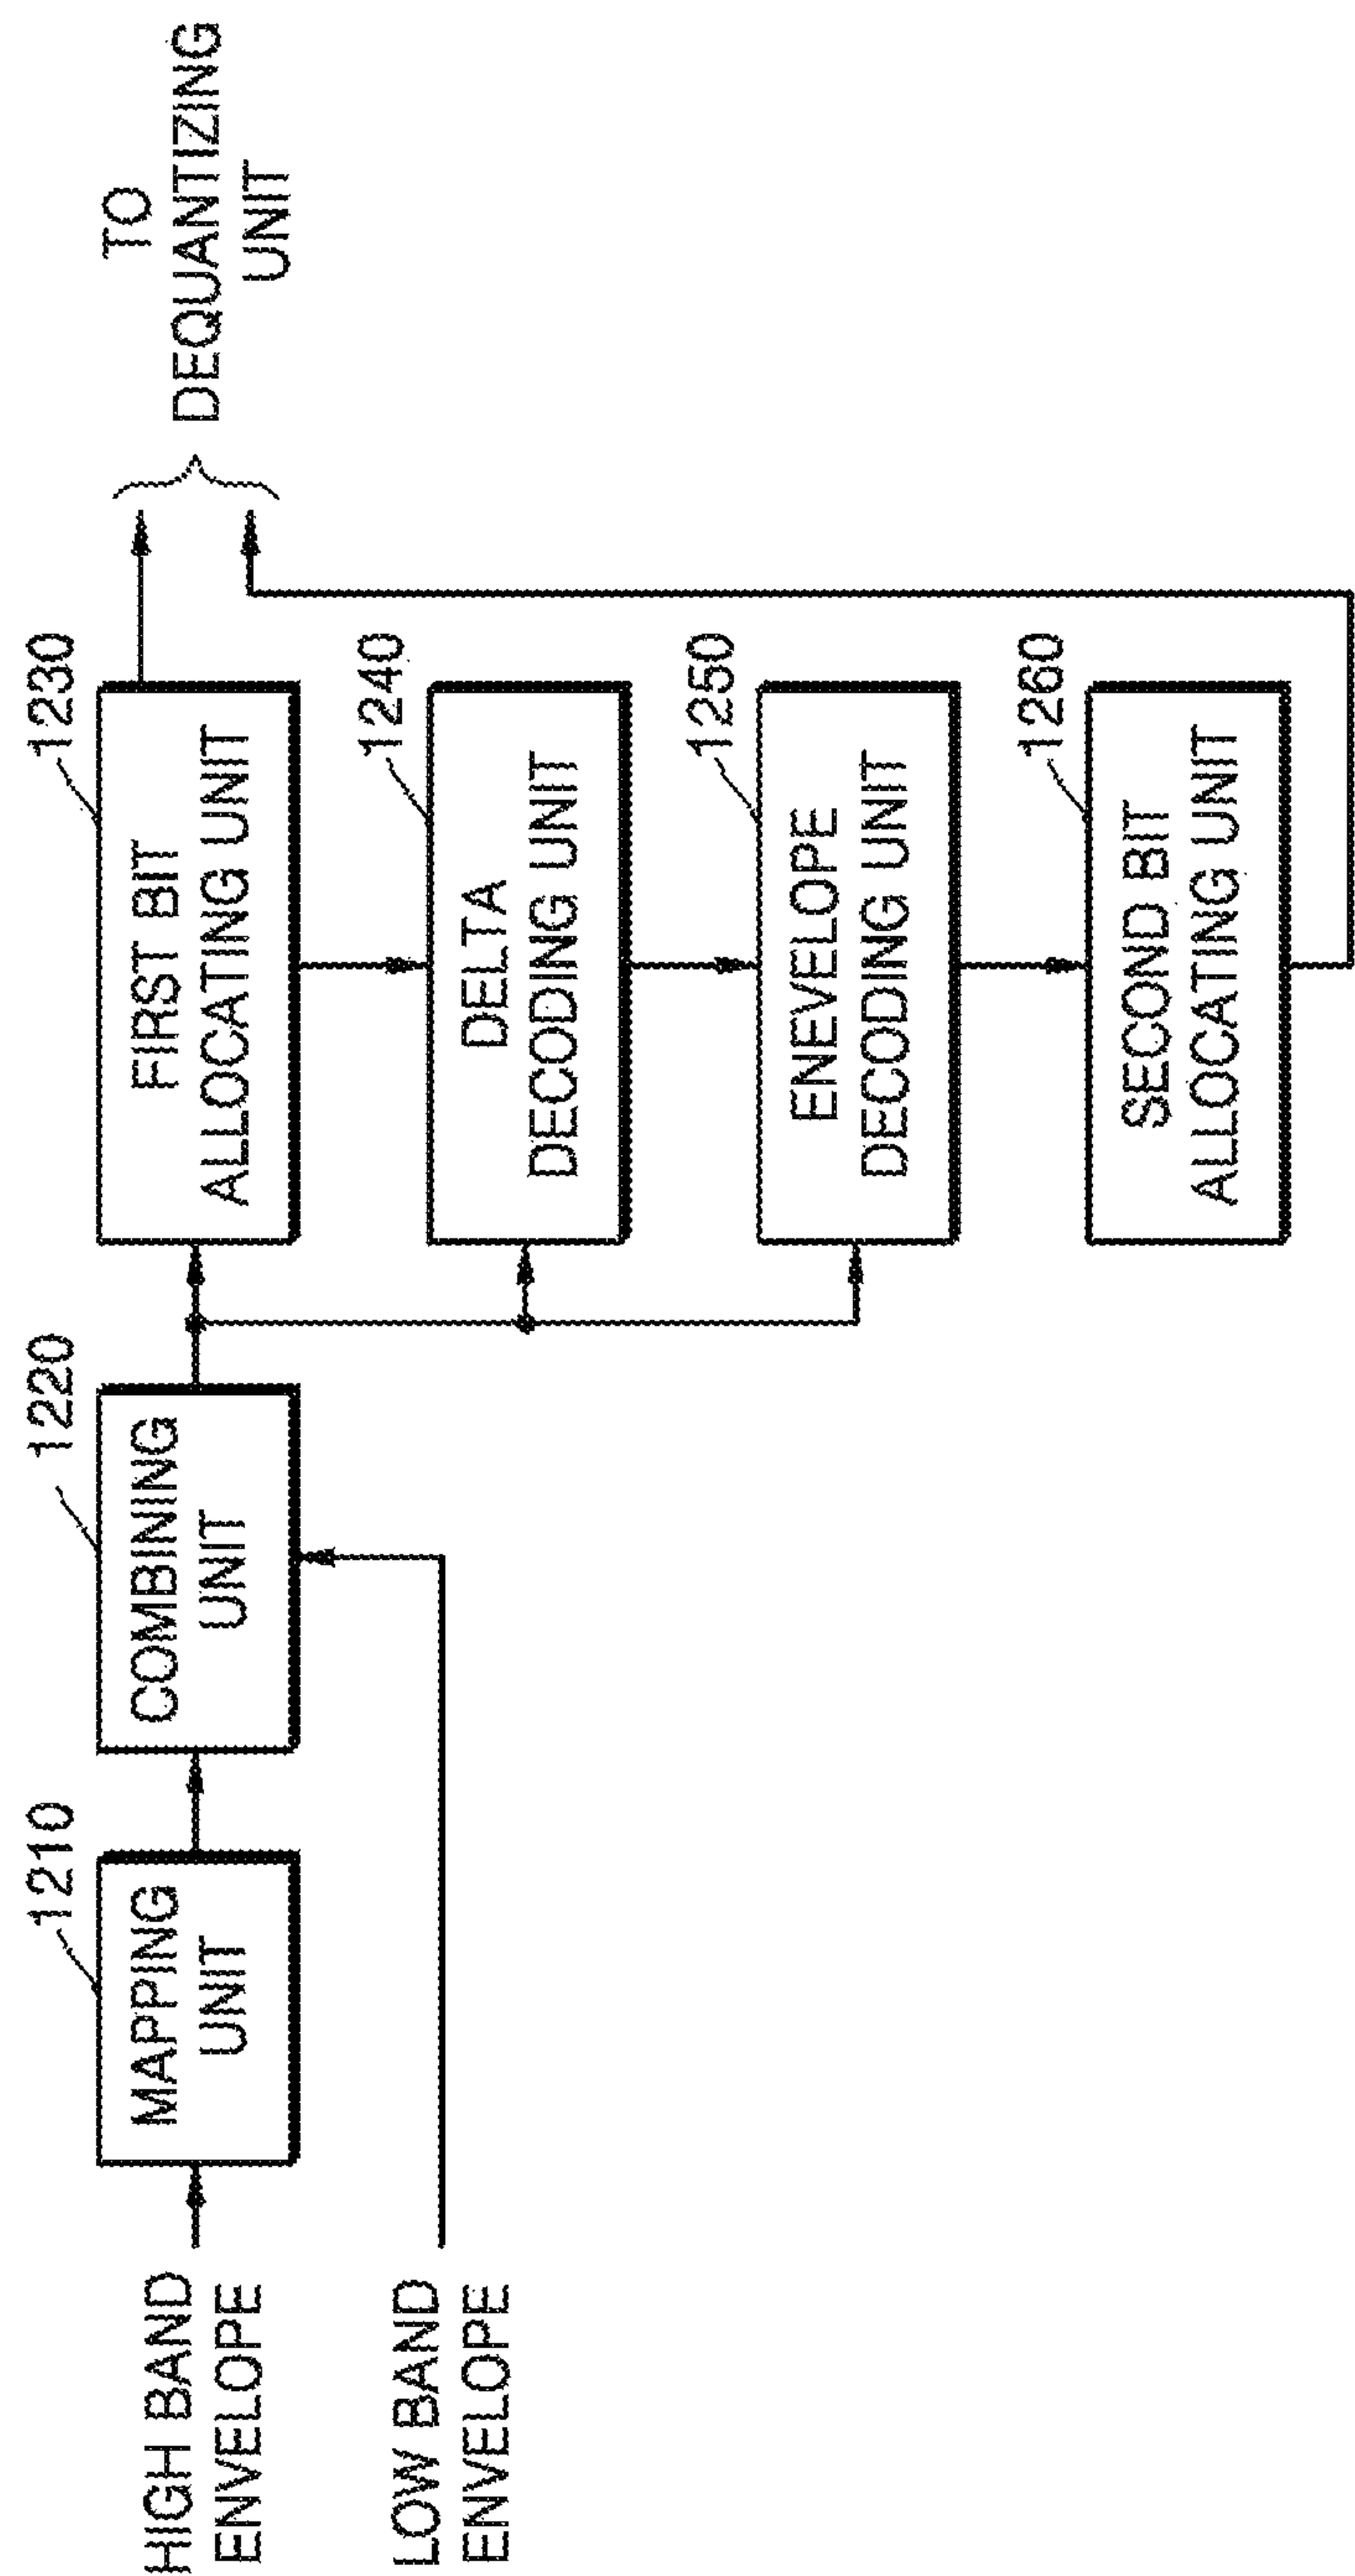 HIGH BAND
ENVELOPE
LOW BAND
ENVELOPE
1210
MAPPING
UNIT
1220
COMBINING
UNIT
1230
FIRST BIT
ALLOCATING UNIT
1240
DELTA
DECODING UNIT
1250
ENEVELOPE
DECODING UNIT
1260
SECOND BIT
ALLOCATING UNIT
TO
DEQUANTIZING
UNIT